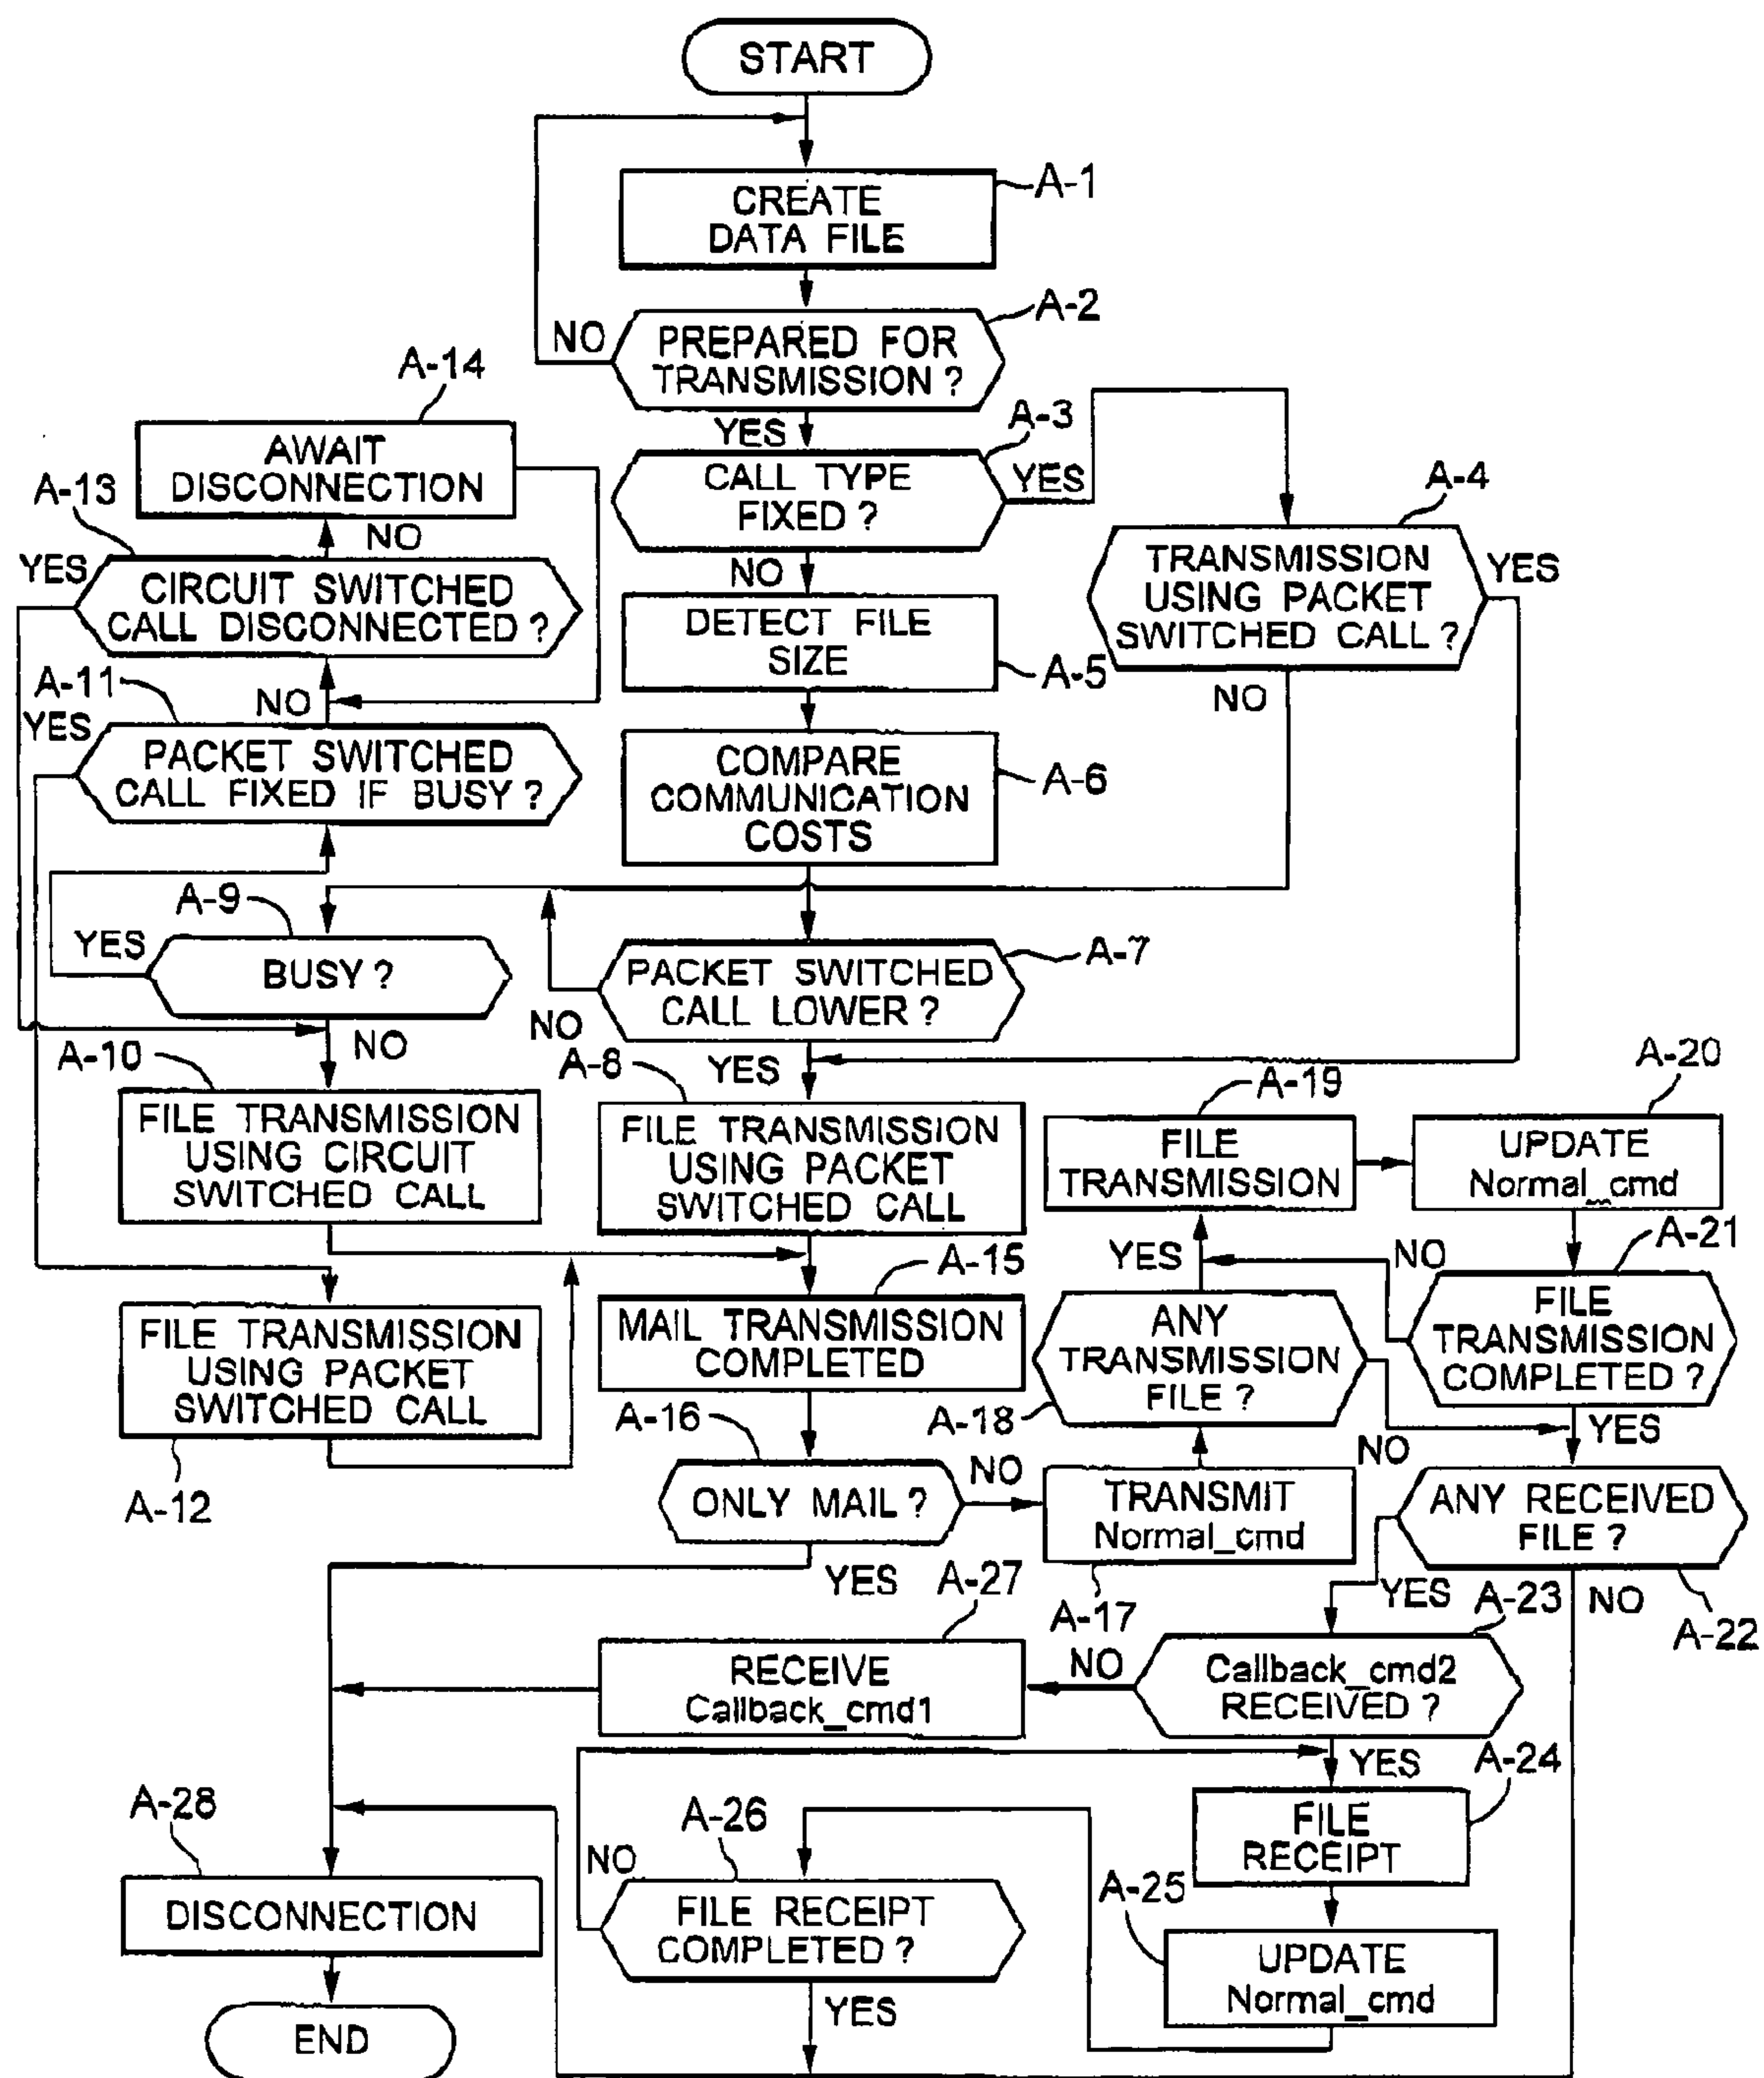 START
A-1
CREATE
DATA FILE
A-2
NO
PREPARED FOR
TRANSMISSION ?
A-14
YES
A-3
AWAIT
DISCONNECTION
CALL TYPE
FIXED ?
YES
A-4
A-13
NO
YES
CIRCUIT SWITCHED
CALL DISCONNECTED ?
NO
TRANSMISSION
USING PACKET
SWITCHED CALL ?
YES
DETECT FILE
SIZE
A-5
A-11
NO
NO
YES
PACKET SWITCHED
CALL FIXED IF BUSY ?
COMPARE
COMMUNICATION
COSTS
A-6
A-9
YES
BUSY ?
A-7
PACKET SWITCHED
CALL LOWER ?
NO
NO
A-10
A-8
YES
A-20
A-19
FILE TRANSMISSION
USING CIRCUIT
SWITCHED CALL
FILE TRANSMISSION
USING PACKET
SWITCHED CALL
FILE
TRANSMISSION
UPDATE
Normal_cmd
YES
NO
A-21
A-15
FILE TRANSMISSION
USING PACKET
SWITCHED CALL
MAIL TRANSMISSION
COMPLETED
ANY
TRANSMISSION
FILE ?
FILE
TRANSMISSION
COMPLETED ?
A-16
A-18
YES
NO
A-12
ONLY MAIL ?
NO
TRANSMIT
Normal_cmd
ANY RECEIVED
FILE ?
YES
A-27
A-17
YES
A-23
NO
A-22
RECEIVE
Callback_cmd1
NO
Callback_cmd2
RECEIVED ?
YES
A-24
A-28
A-26
FILE
RECEIPT
NO
A-25
DISCONNECTION
FILE RECEIPT
COMPLETED ?
UPDATE
Normal_cmd
YES
END